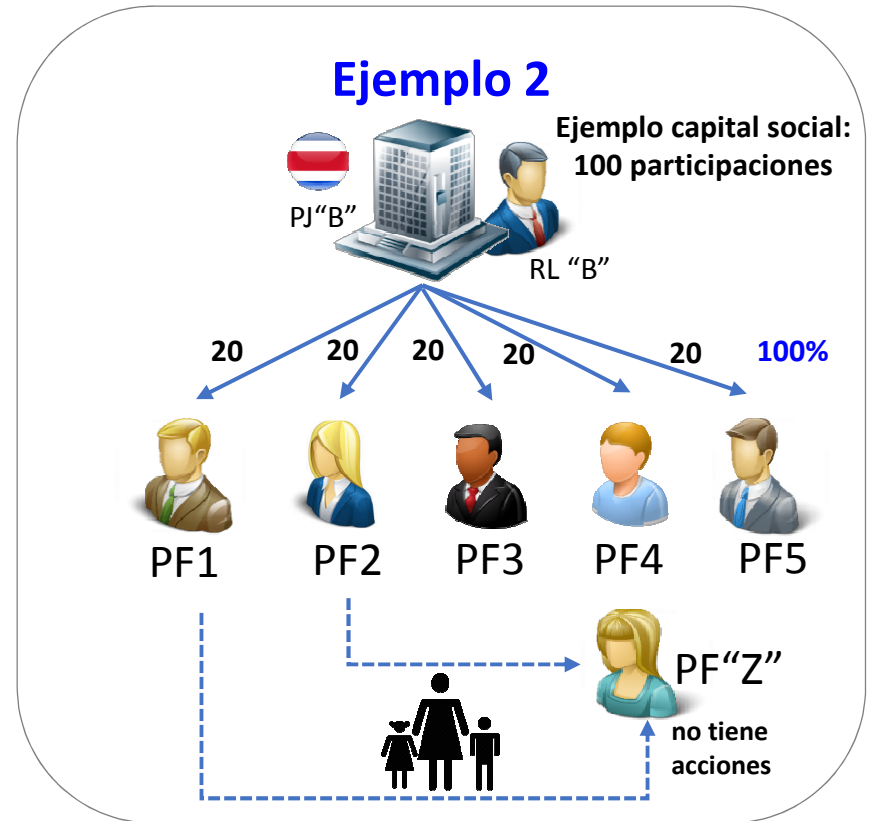 Ejemplo 2
Ejemplo capital social:
100 participaciones
PJ“B”
RL “B”
20
20
20
20
20
100%
PF1
PF2
PF3
PF4
PF5
PF“Z”
no tiene
acciones